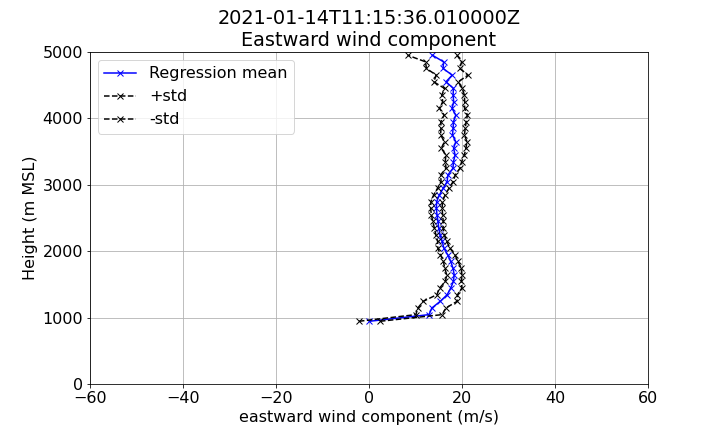 2021-01-14T11:15:36.010000Z
Eastward wind component
Regression mean
+std
-std
Height (m MSL)
5000
4000
3000
2000
1000
0
−60 −40 −20 0 20 40 60
eastward wind component (m/s)